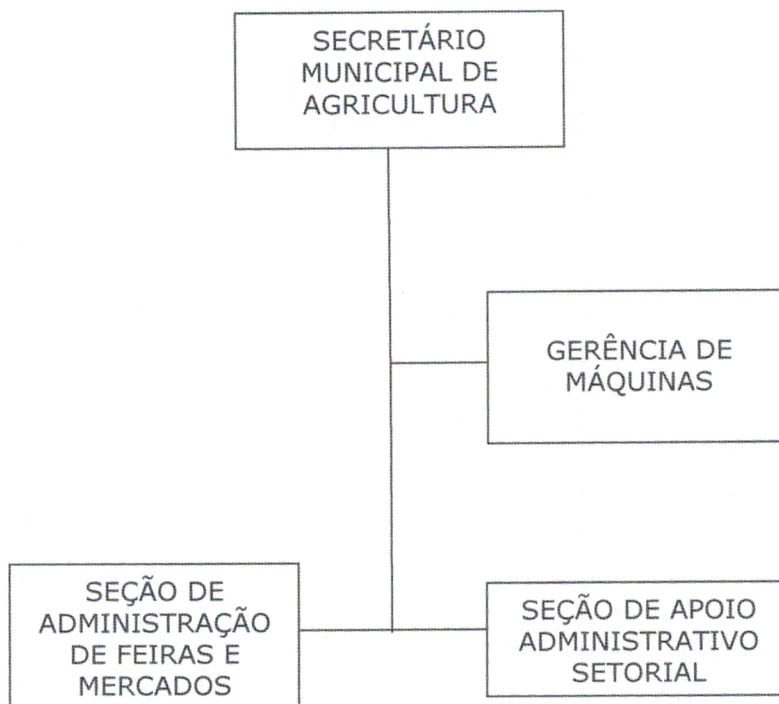 SECRETÁRIO
MUNICIPAL DE
AGRICULTURA
GERÊNCIA DE
MÁQUINAS
SEÇÃO DE
ADMINISTRAÇÃO
DE FEIRAS E
MERCADOS
SEÇÃO DE APOIO
ADMINISTRATIVO
SETORIAL